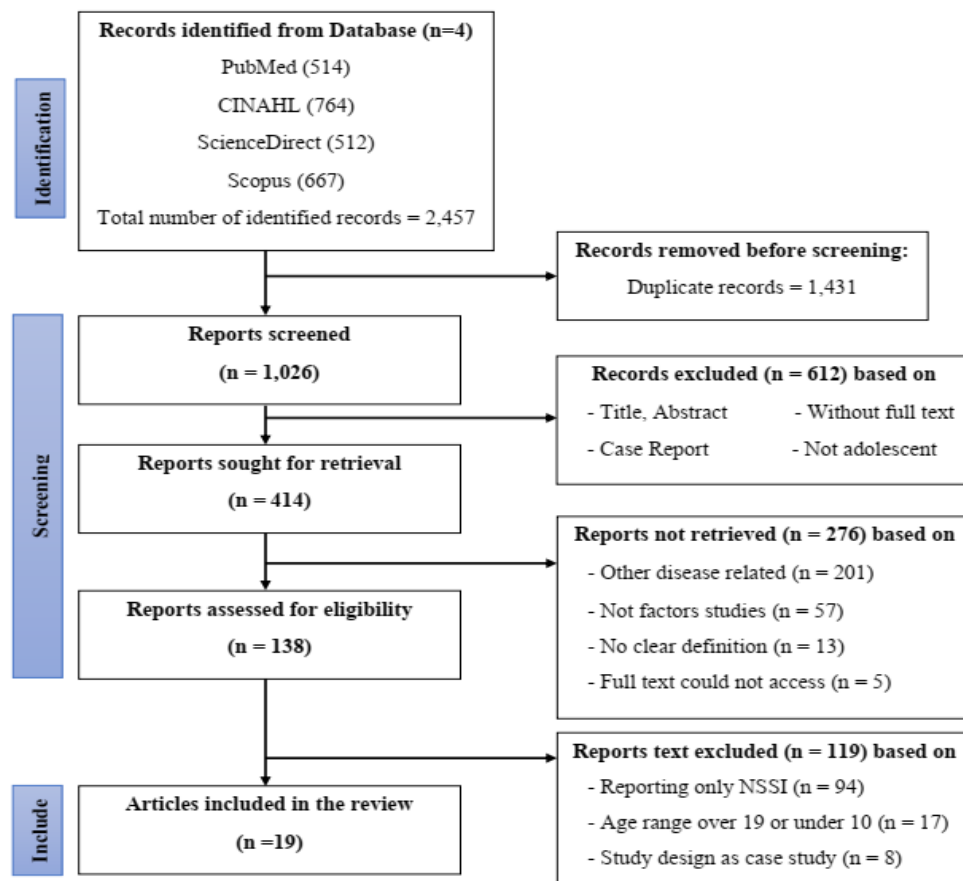 Identification
Records identified from Database (n=4)
PubMed (514)
CINAHL (764)
ScienceDirect (512)
Scopus (667)
Total number of identified records = 2,457
Records removed before screening:
Duplicate records = 1,431
Screening
Reports screened
(n = 1,026)
Records excluded (n = 612) based on
- Title, Abstract - Without full text
- Case Report - Not adolescent
Reports sought for retrieval
(n = 414)
Reports not retrieved (n = 276) based on
- Other disease related (n = 201)
- Not factors studies (n = 57)
- No clear definition (n = 13)
- Full text could not access (n = 5)
Reports assessed for eligibility
(n = 138)
Reports text excluded (n = 119) based on
- Reporting only NSSI (n = 94)
- Age range over 19 or under 10 (n = 17)
- Study design as case study (n = 8)
Include
Articles included in the review
(n =19)